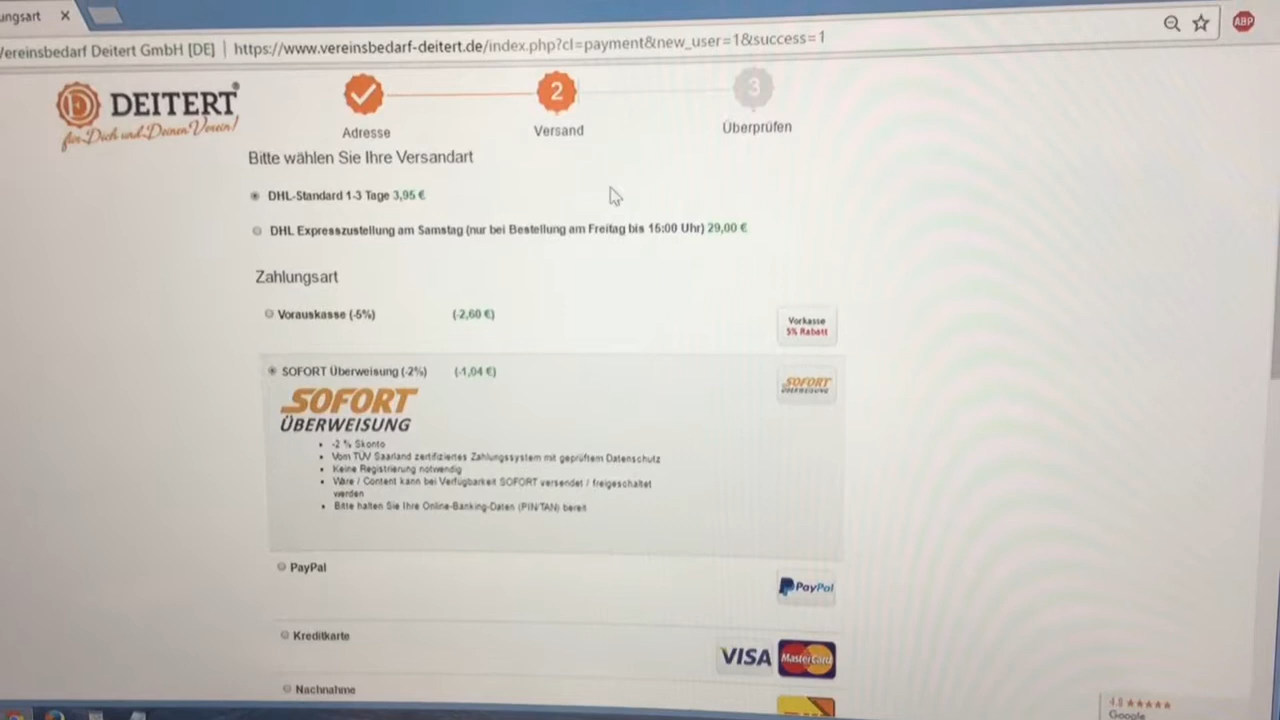 ungsart
Vereinsbedarf Deitert GmbH [DE] | https://www.vereinsbedarf-deitert.de/index.php?cl=payment&new_user=1&success=1
ABP
DEITERT®
für Dich und Deinen Verein!
2
3
Adresse
Versand
Überprüfen
Bitte wählen Sie Ihre Versandart
DHL-Standard 1-3 Tage 3,95 €
DHL Expresszustellung am Samstag (nur bei Bestellung am Freitag bis 15:00 Uhr) 29,00 €
Zahlungsart
Vorauskasse (-5%) (-2,60 €)
Vorkasse
5% Rabatt
SOFORT Überweisung (-2%) (-1,04 €)
SOFORT
ÜBERWEISUNG
SOFORT
ÜBERWEISUNG
-2 % Skonto
Vom TÜV Saarland zertifiziertes Zahlungssystem mit geprüftem Datenschutz
Keine Registrierung notwendig
Ware / Content kann bei Verfügbarkeit SOFORT versendet / freigeschaltet
werden
Bitte halten Sie Ihre Online-Banking-Daten (PIN/TAN) bereit
PayPal
PayPal
Kreditkarte
VISA
MasterCard
Nachnahme
4.8
Google